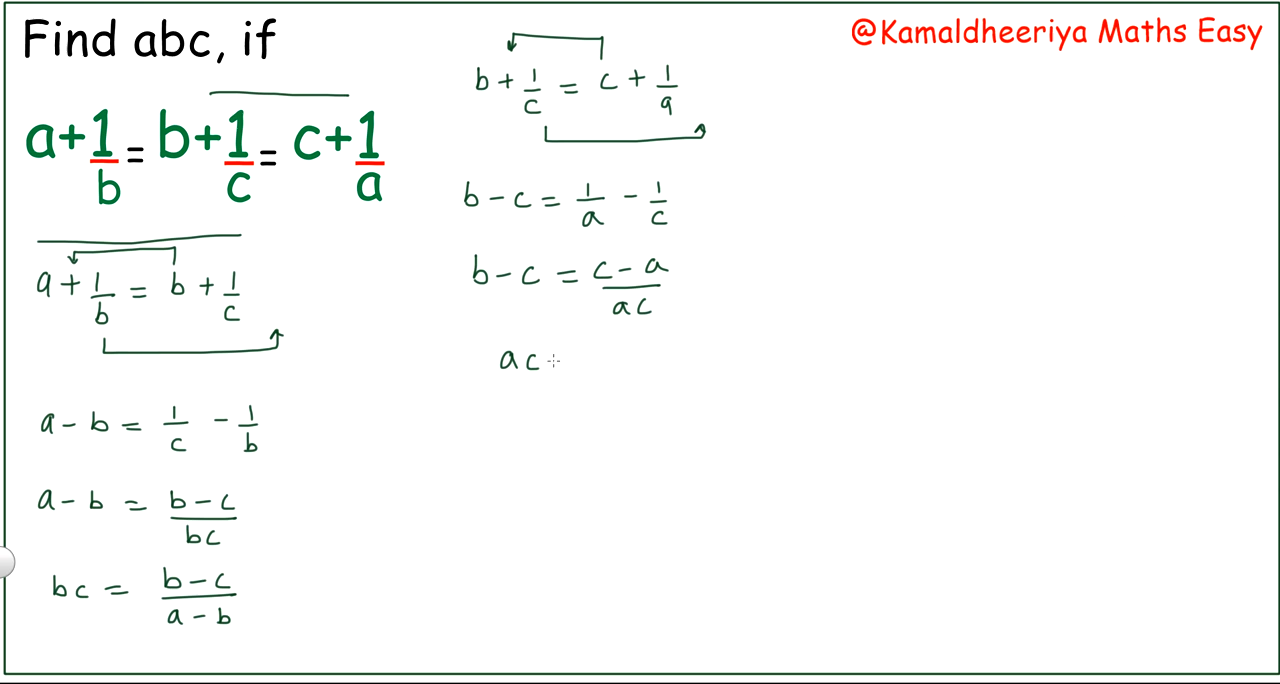 Find abc, if
a+1/b = b+1/c = c+1/a
a + 1/b = b + 1/c
a - b = 1/c - 1/b
a - b = b - c / bc
bc = b - c / a - b
@Kamaldheeriya Maths Easy
b + 1/c = c + 1/a
b - c = 1/a - 1/c
b - c = c - a / ac
ac